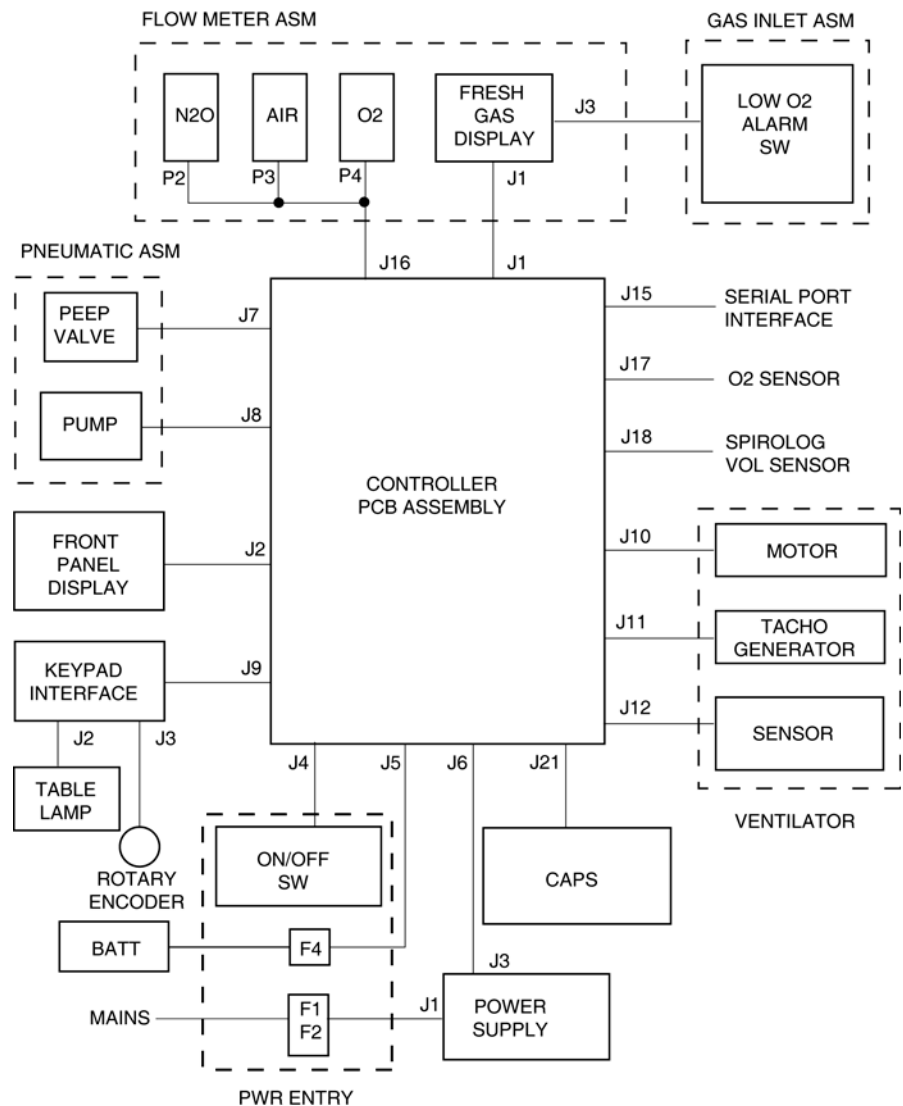 FLOW METER ASM
GAS INLET ASM
N2O
AIR
O2
FRESH
GAS
DISPLAY
J3
LOW O2
ALARM
SW
P2
P3
P4
J1
PNEUMATIC ASM
J16
J1
PEEP
VALVE
J7
J15
SERIAL PORT
INTERFACE
J17
O2 SENSOR
PUMP
J8
J18
SPIROLOG
VOL SENSOR
CONTROLLER
PCB ASSEMBLY
FRONT
PANEL
DISPLAY
J2
J10
MOTOR
J11
TACHO
GENERATOR
KEYPAD
INTERFACE
J9
J12
SENSOR
J2
J3
J4
J5
J6
J21
TABLE
LAMP
VENTILATOR
ROTARY
ENCODER
ON/OFF
SW
CAPS
BATT
F4
J3
MAINS
F1
F2
J1
POWER
SUPPLY
PWR ENTRY